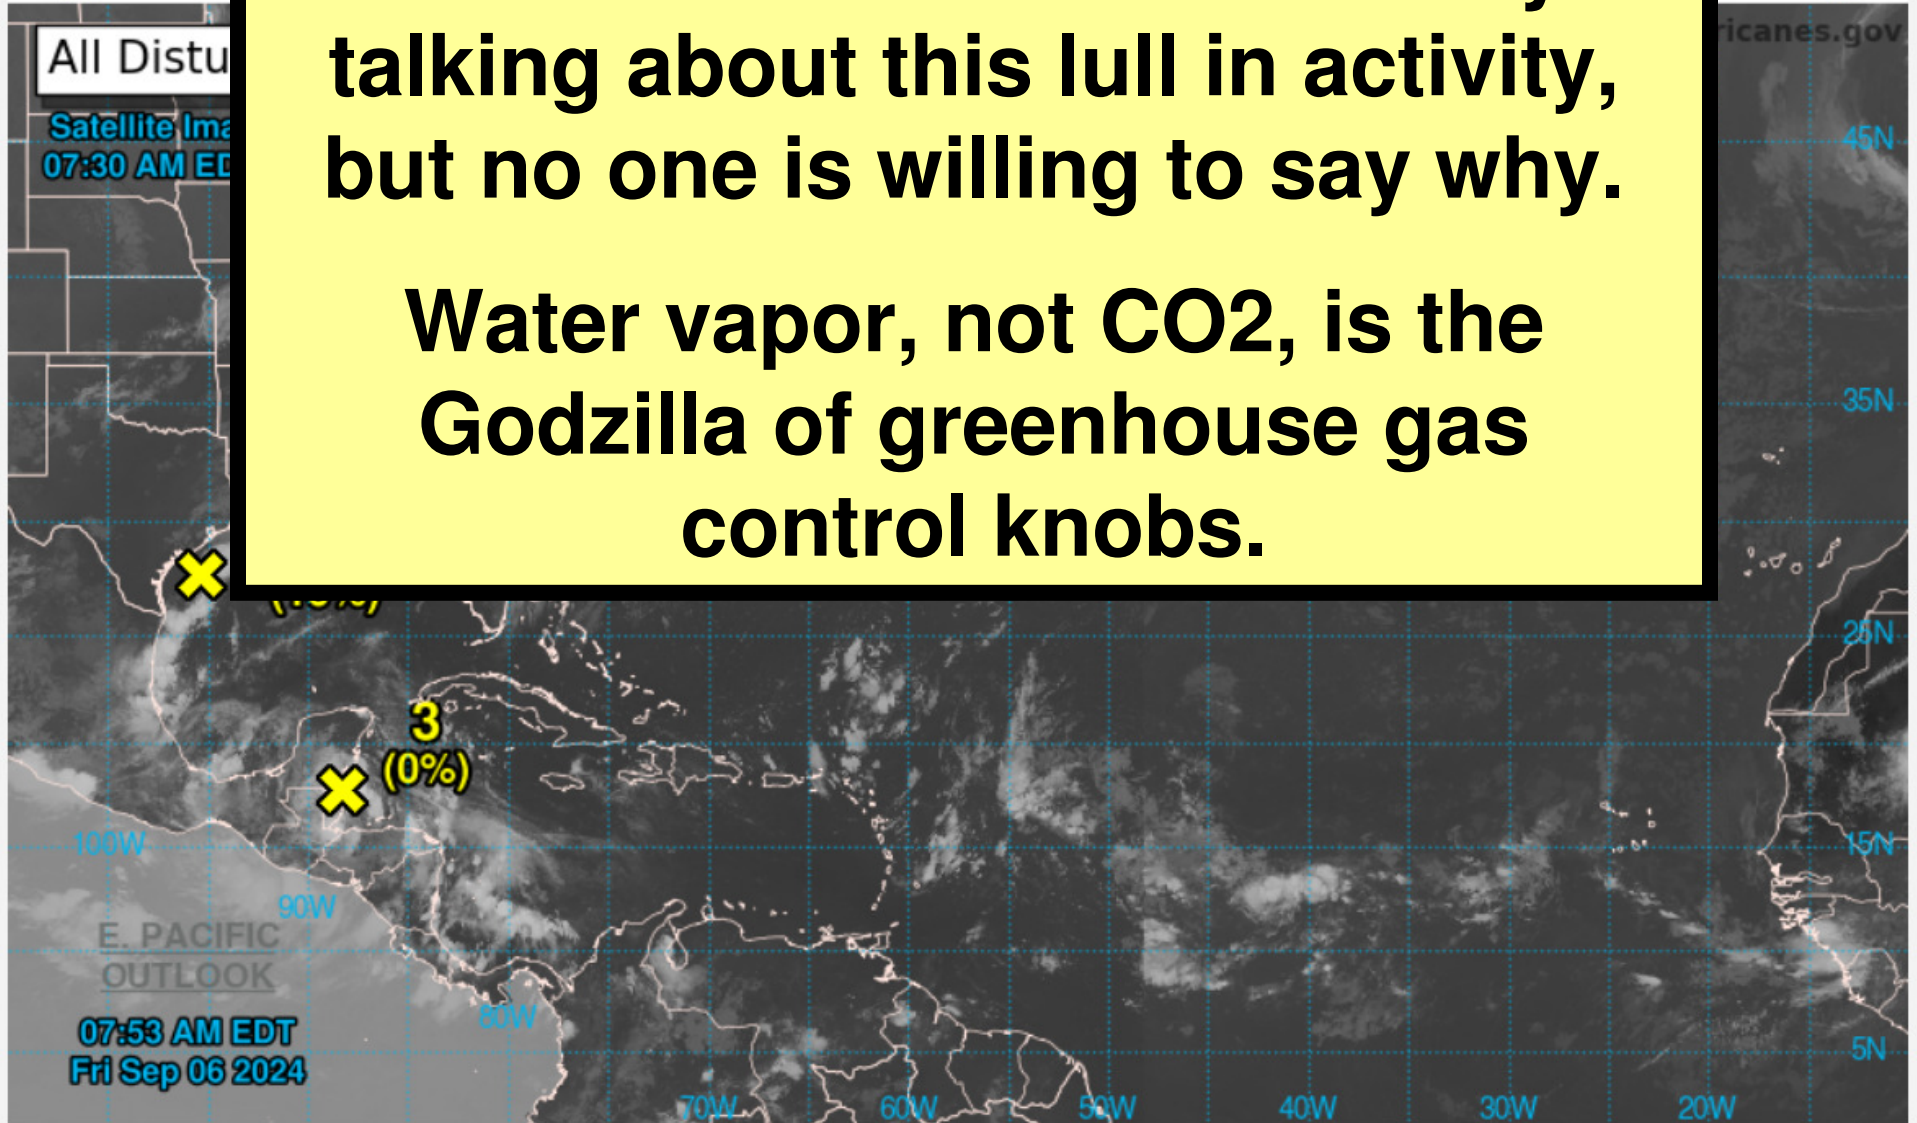 talking about this lull in activity,
but no one is willing to say why.
Water vapor, not CO2, is the
Godzilla of greenhouse gas
control knobs.
All
Satellite
07:30 AM
45N
35N
25N
3
(0%)
15N
100W
90W
E. PACIFIC
OUTLOOK
80W
07:53 AM EDT
Fri Sep 06 2024
5N
70W
60W
50W
40W
30W
20W